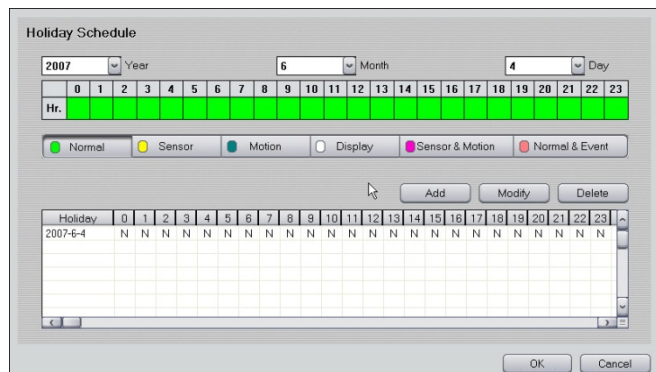 Holiday Schedule
2007 Year 6 Month 4 Day
0 1 2 3 4 5 6 7 8 9 10 11 12 13 14 15 16 17 18 19 20 21 22 23
Hr.
Normal Sensor Motion Display Sensor & Motion Normal & Event
Add Modify Delete
Holiday 0 1 2 3 4 5 6 7 8 9 10 11 12 13 14 15 16 17 18 19 20 21 22 23
2007-6-4 N N N N N N N N N N N N N N N N N N N N N N N N
OK Cancel